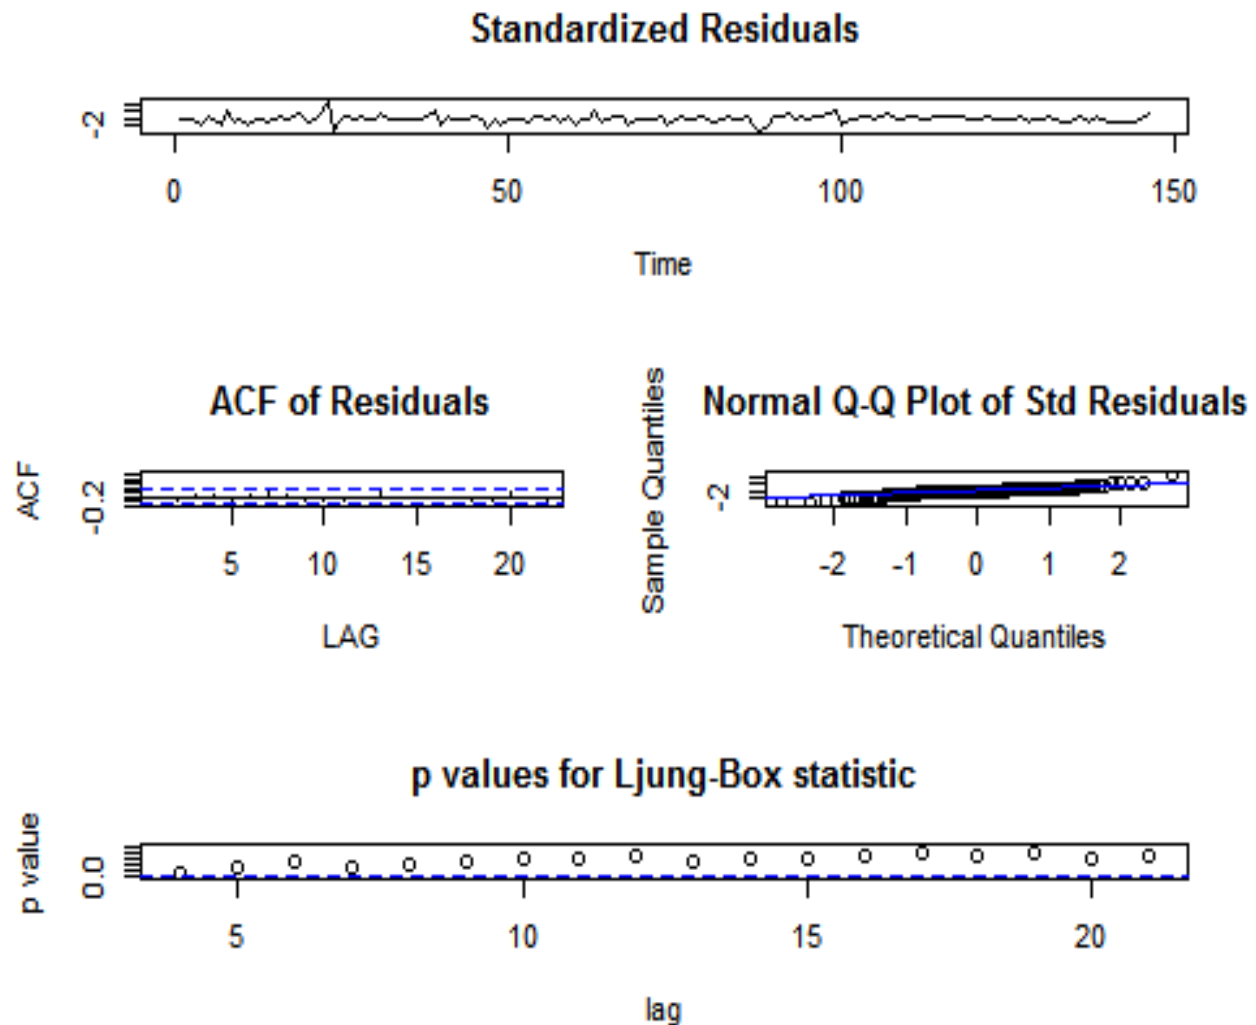 Standardized Residuals
-2
0 50 100 150
Time
ACF of Residuals
ACF
-0.2
5 10 15 20
LAG
Normal Q-Q Plot of Std Residuals
Sample Quantiles
-2
-2 -1 0 1 2
Theoretical Quantiles
p values for Ljung-Box statistic
p value
0.0
5 10 15 20
lag